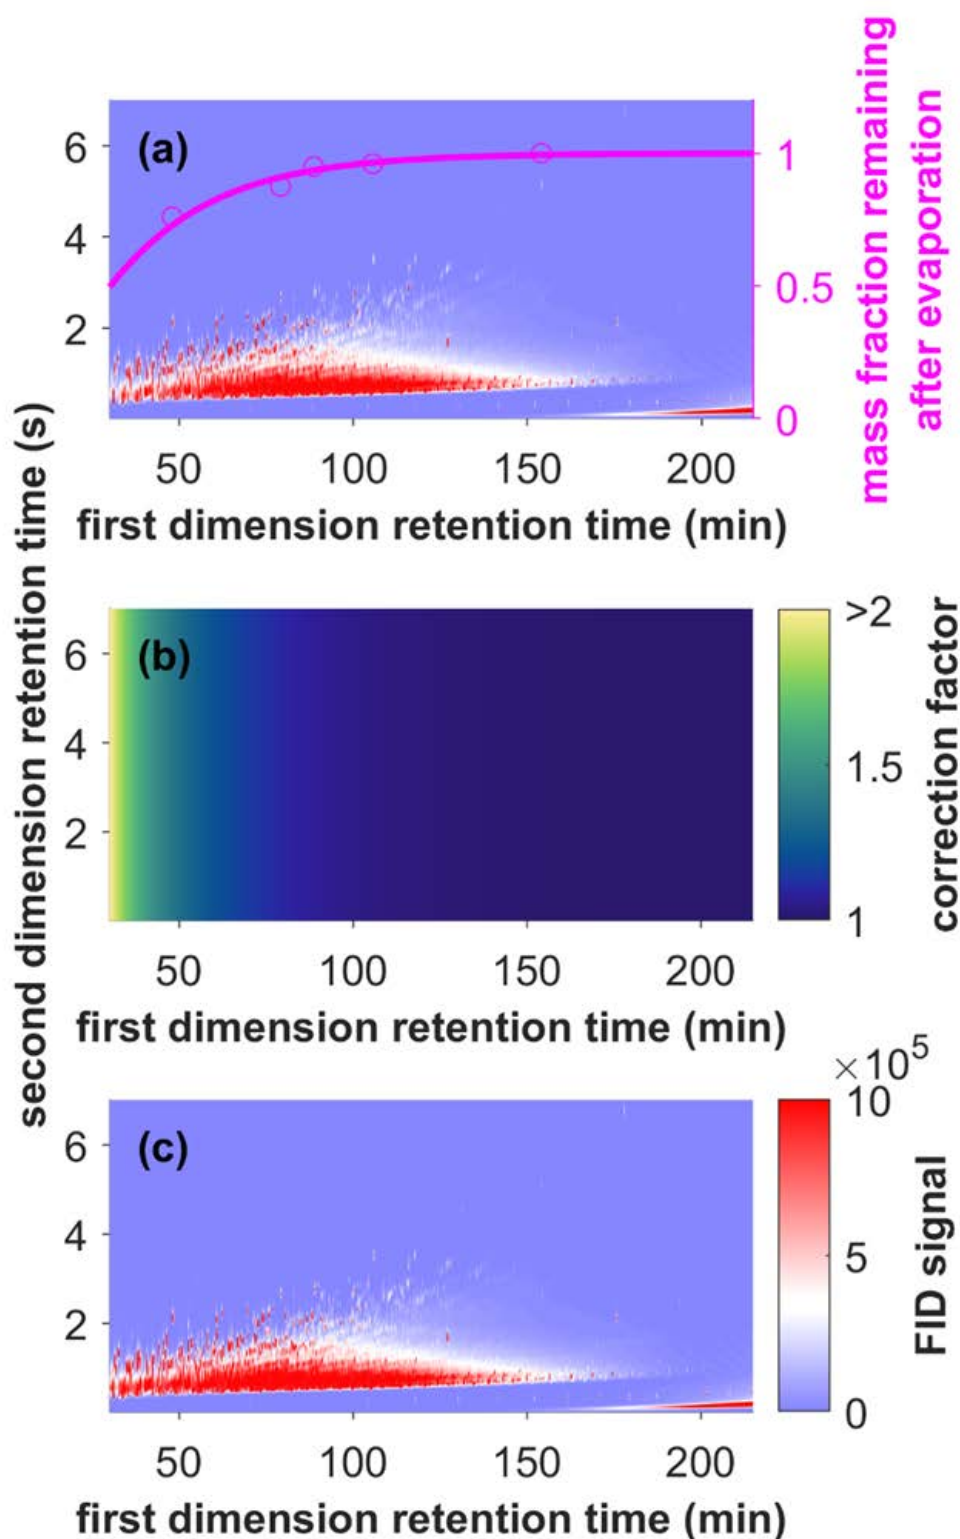 mass fraction remaining
after evaporation
(a)
6
4
2
1
0.5
0
50 100 150 200
first dimension retention time (min)
second dimension retention time (s)
(b)
6
4
2
>2
1.5
1
correction factor
50 100 150 200
first dimension retention time (min)
×10⁵
(c)
6
4
2
10
5
0
FID signal
50 100 150 200
first dimension retention time (min)